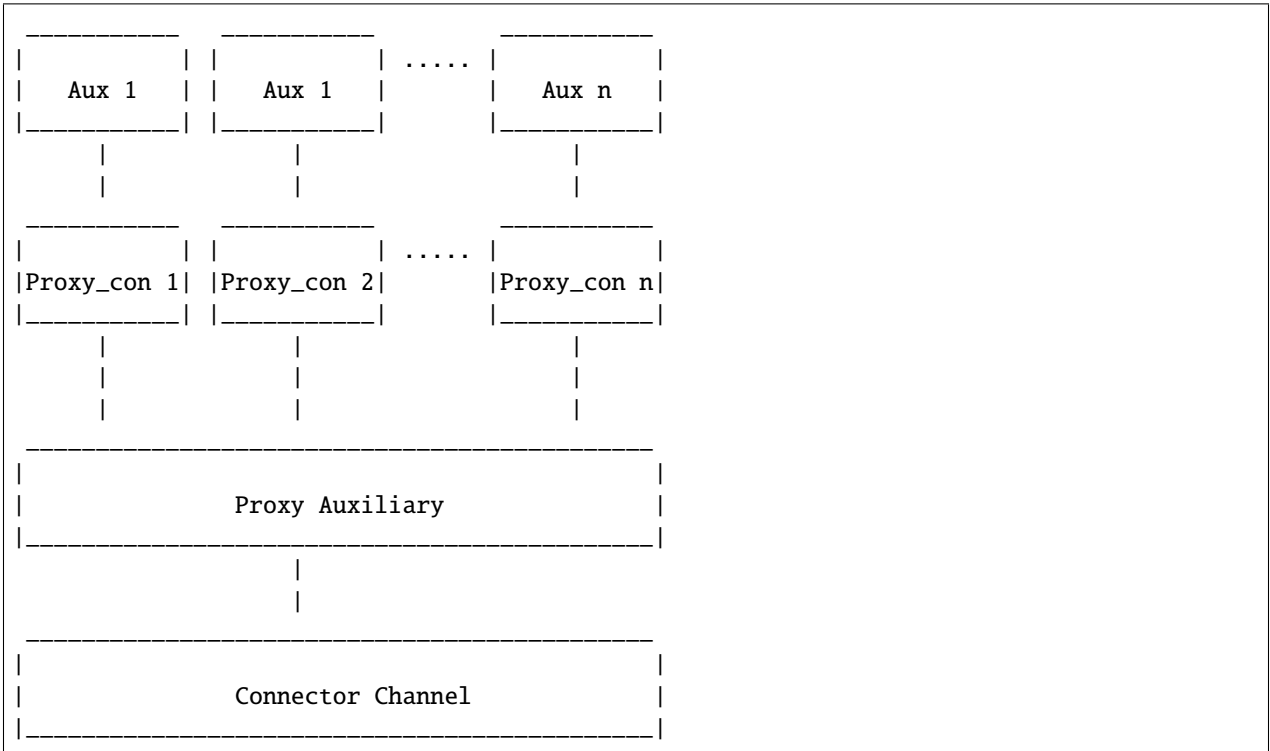 .....
Aux 1 Aux 1 Aux n
.....
Proxy_con 1 Proxy_con 2 Proxy_con n
Proxy Auxiliary
Connector Channel